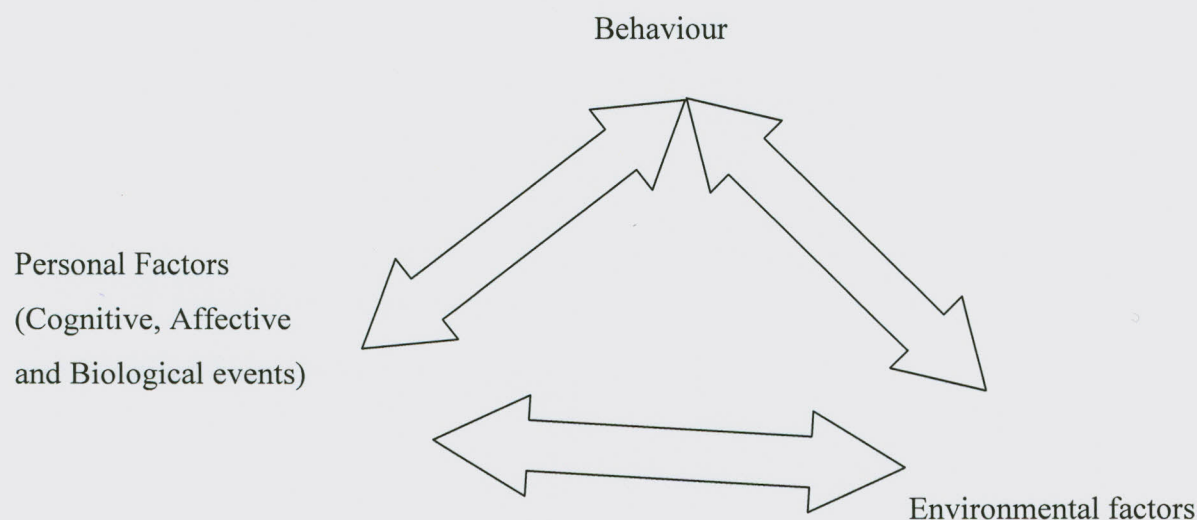 Behaviour
Personal Factors
(Cognitive, Affective
and Biological events)
Environmental factors